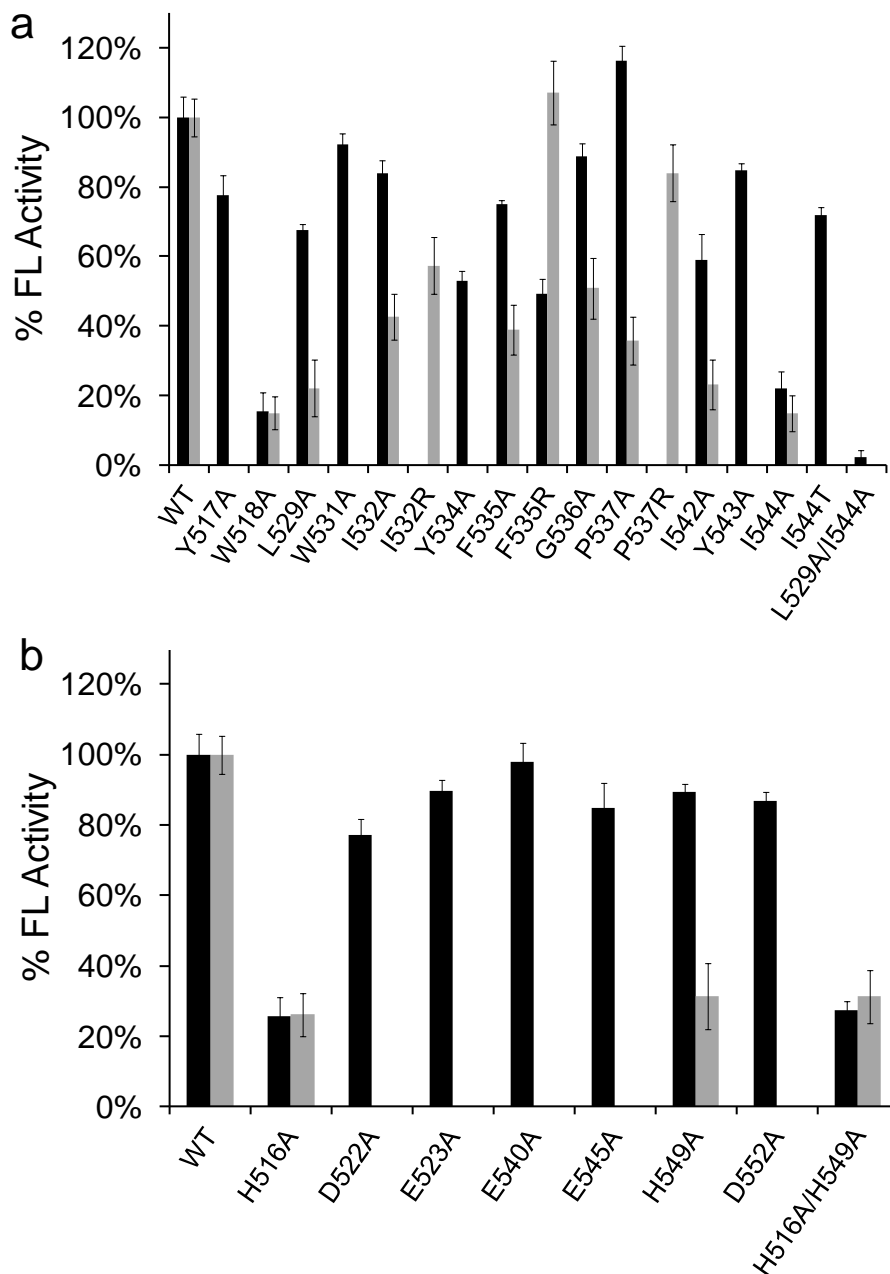 a
% FL Activity
120%
100%
80%
60%
40%
20%
0%
WT
Y517A
W518A
L529A
W531A
I532A
I532R
Y534A
F535A
F535R
G536A
P537A
P537R
I542A
Y543A
I544A
I544T
L529A/I544A
b
% FL Activity
120%
100%
80%
60%
40%
20%
0%
WT
H516A
D522A
E523A
E540A
E545A
H549A
D552A
H516A/H549A